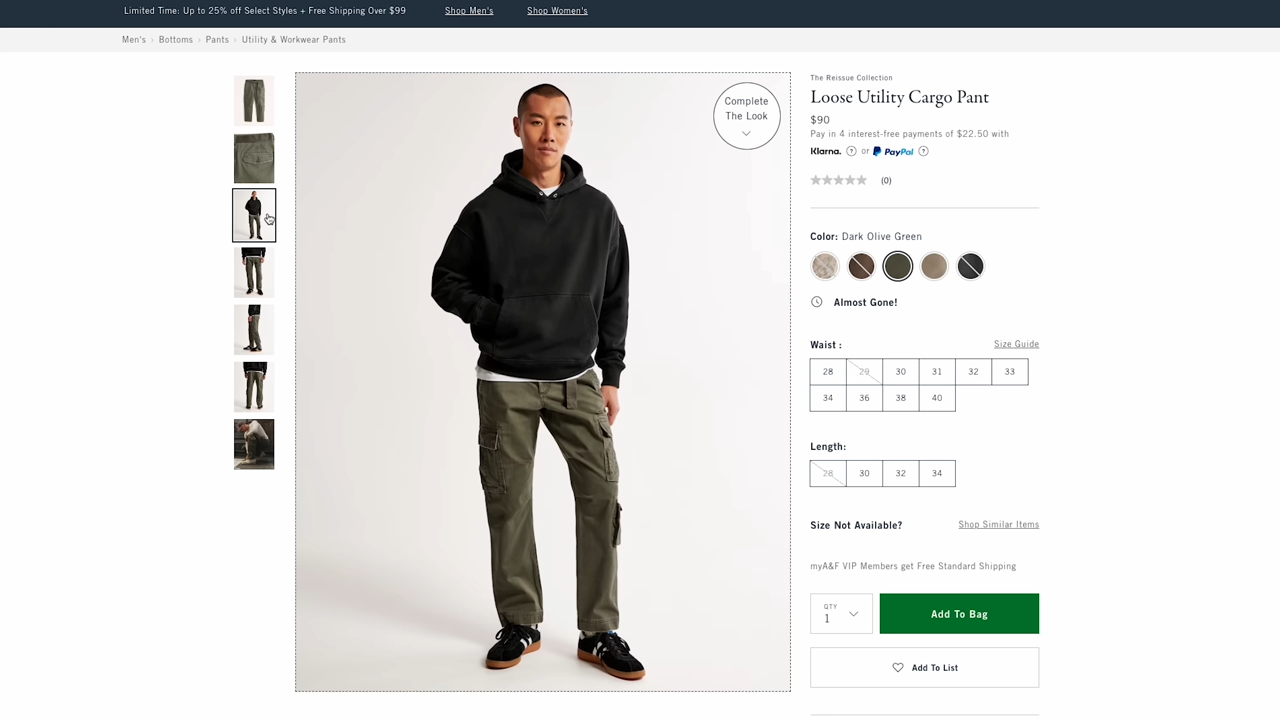 Limited Time: Up to 25% off Select Styles + Free Shipping Over $99 Shop Men's Shop Women's
Men's › Bottoms › Pants › Utility & Workwear Pants
Complete
The Look
The Reissue Collection
Loose Utility Cargo Pant
$90
Pay in 4 interest-free payments of $22.50 with
Klarna. ? or PayPal ?
(0)
Color: Dark Olive Green
Almost Gone!
Waist : Size Guide
28 29 30 31 32 33
34 36 38 40
Length:
28 30 32 34
Size Not Available? Shop Similar Items
myA&F VIP Members get Free Standard Shipping
QTY
1
Add To Bag
Add To List